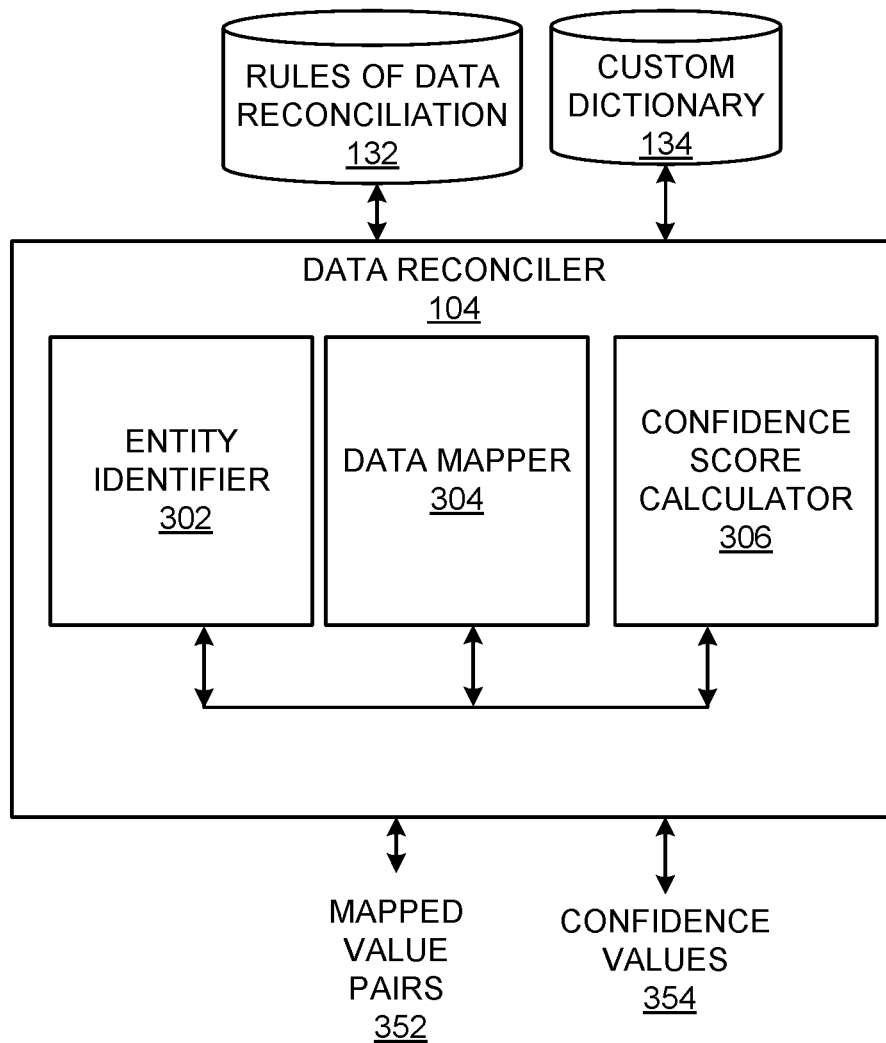 RULES OF DATA
RECONCILIATION
132
CUSTOM
DICTIONARY
134
DATA RECONCILER
104
ENTITY
IDENTIFIER
302
DATA MAPPER
304
CONFIDENCE
SCORE
CALCULATOR
306
MAPPED
VALUE
PAIRS
352
CONFIDENCE
VALUES
354